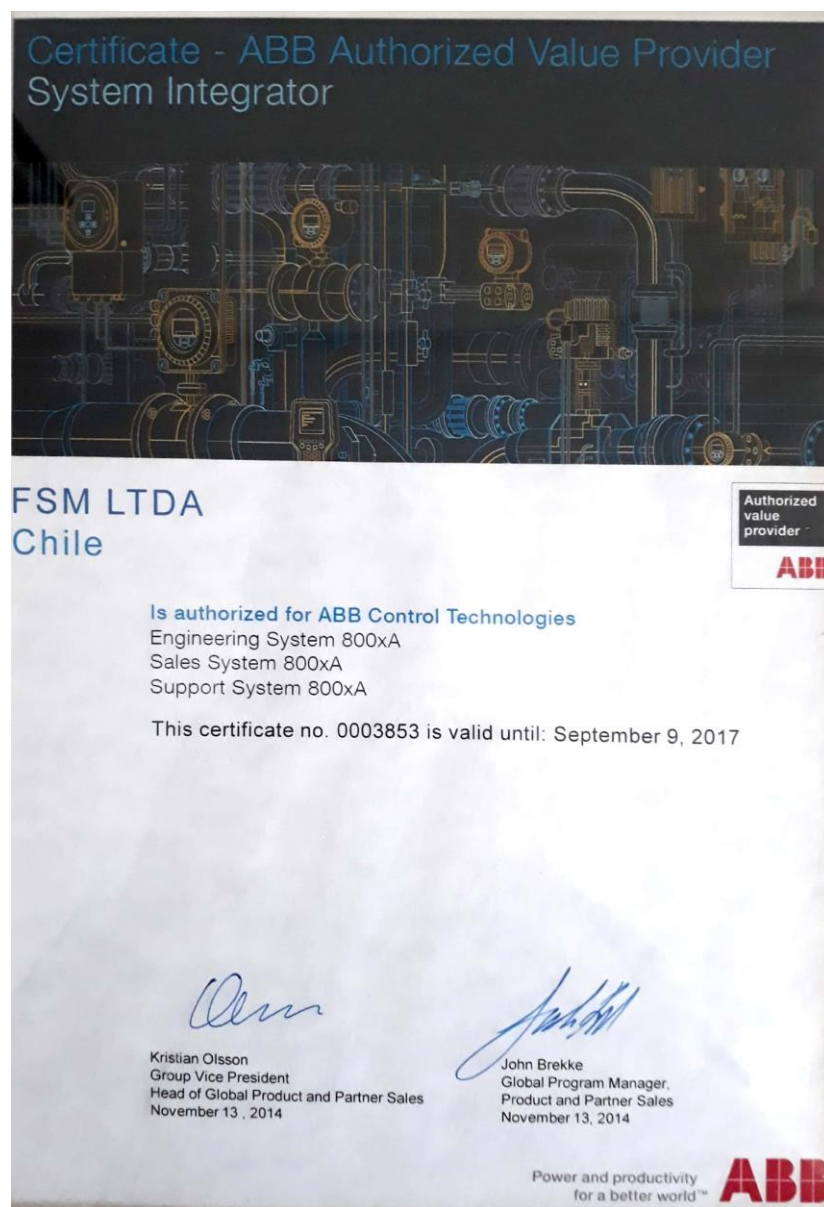 Certificate - ABB Authorized Value Provider
System Integrator
FSM LTDA
Chile
Authorized
value
provider
ABB
Is authorized for ABB Control Technologies
Engineering System 800xA
Sales System 800xA
Support System 800xA
This certificate no. 0003853 is valid until: September 9, 2017
Kristian Olsson
Group Vice President
Head of Global Product and Partner Sales
November 13 , 2014
John Brekke
Global Program Manager,
Product and Partner Sales
November 13, 2014
Power and productivity
for a better world™
ABB